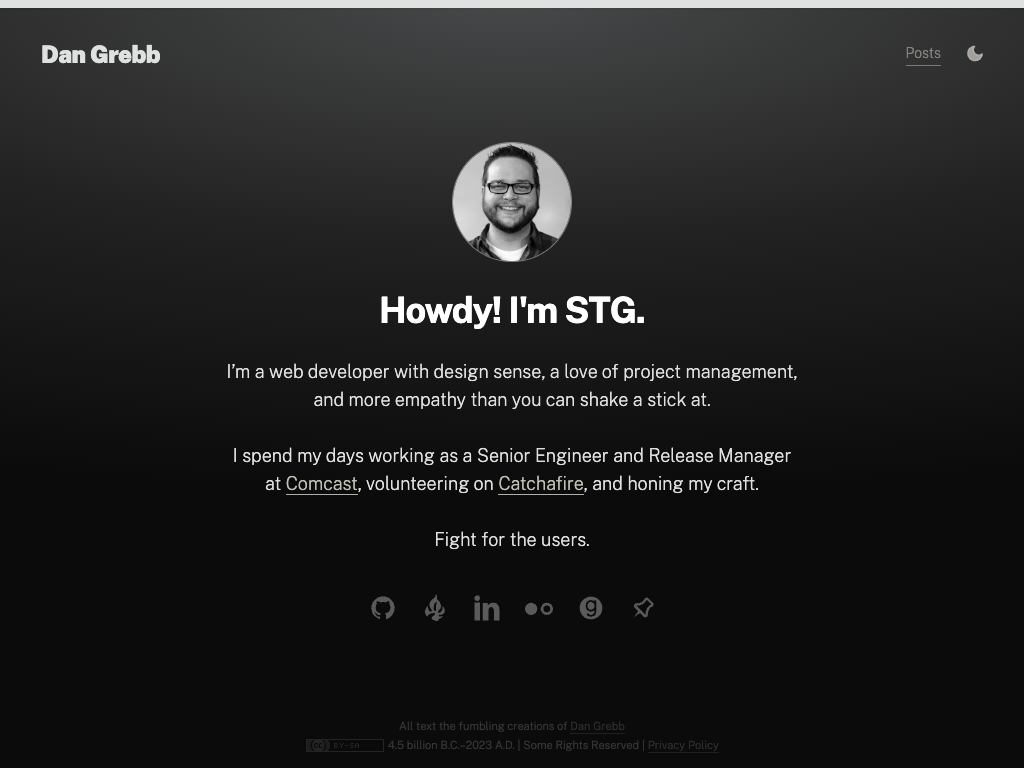 Dan Grebb
Posts
Howdy! I'm STG.
I’m a web developer with design sense, a love of project management,
and more empathy than you can shake a stick at.
I spend my days working as a Senior Engineer and Release Manager
at Comcast, volunteering on Catchafire, and honing my craft.
Fight for the users.
in
All text the fumbling creations of Dan Grebb
cc BY-SA 4.5 billion B.C.–2023 A.D. | Some Rights Reserved | Privacy Policy